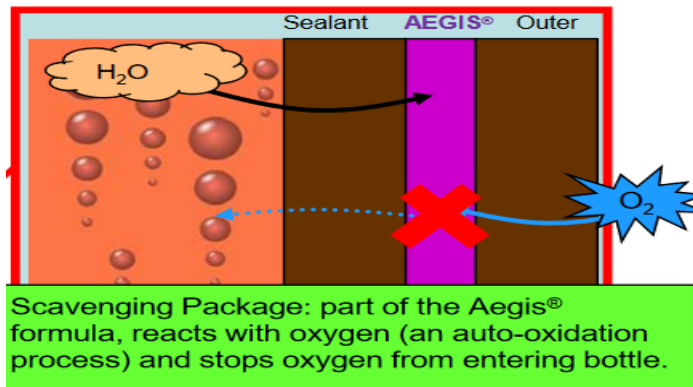 Sealant AEGIS® Outer
H₂O
O₂
Scavenging Package: part of the Aegis®
formula, reacts with oxygen (an auto-oxidation
process) and stops oxygen from entering bottle.